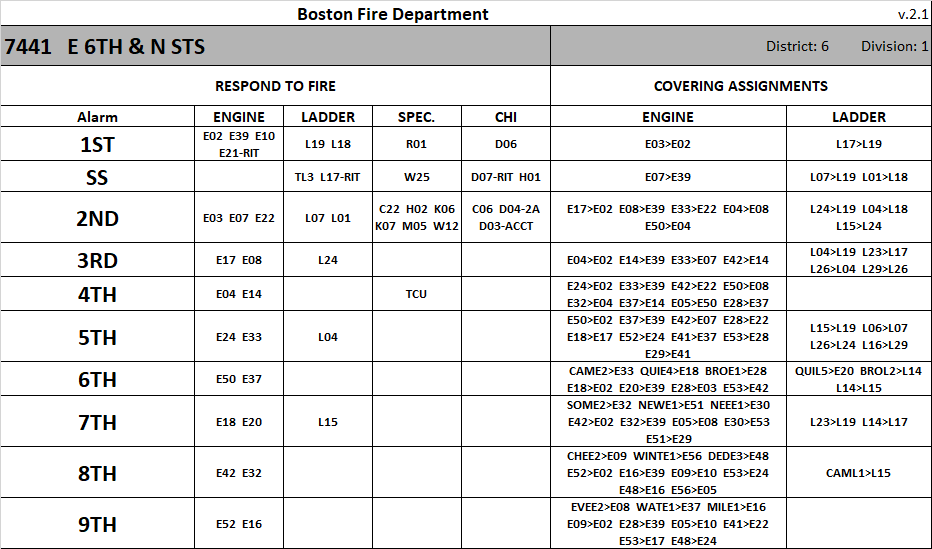 Boston Fire Department v.2.1
7441 E 6TH & N STS District: 6 Division: 1
RESPOND TO FIRE COVERING ASSIGNMENTS
Alarm ENGINE LADDER SPEC. CHI ENGINE LADDER
1ST E02 E39 E10 E21-RIT L19 L18 R01 D06 E03>E02 L17>L19
SS TL3 L17-RIT W25 D07-RIT H01 E07>E39 L07>L19 L01>L18
2ND E03 E07 E22 L07 L01 C22 H02 K06 K07 M05 W12 C06 D04-2A D03-ACCT E17>E02 E08>E39 E33>E22 E04>E08 E50>E04 L24>L19 L04>L18 L15>L24
3RD E17 E08 L24 E04>E02 E14>E39 E33>E07 E42>E14 L04>L19 L23>L17 L26>L04 L29>L26
4TH E04 E14 TCU E24>E02 E33>E39 E42>E22 E50>E08 E32>E04 E37>E14 E05>E50 E28>E37
5TH E24 E33 L04 E50>E02 E37>E39 E42>E07 E28>E22 E18>E17 E52>E24 E41>E37 E53>E28 E29>E41 L15>L19 L06>L07 L26>L24 L16>L29
6TH E50 E37 CAME2>E33 QUIE4>E18 BROE1>E28 E18>E02 E20>E39 E28>E03 E53>E42 QUIL5>E20 BROL2>L14 L14>L15
7TH E18 E20 L15 SOME2>E32 NEWE1>E51 NEEE1>E30 E42>E02 E32>E39 E05>E08 E30>E53 E51>E29 L23>L19 L14>L17
8TH E42 E32 CHEE2>E09 WINTE1>E56 DEDE3>E48 E52>E02 E16>E39 E09>E10 E53>E24 E48>E16 E56>E05 CAML1>L15
9TH E52 E16 EVEE2>E08 WATE1>E37 MILE1>E16 E09>E02 E28>E39 E05>E10 E41>E22 E53>E17 E48>E24